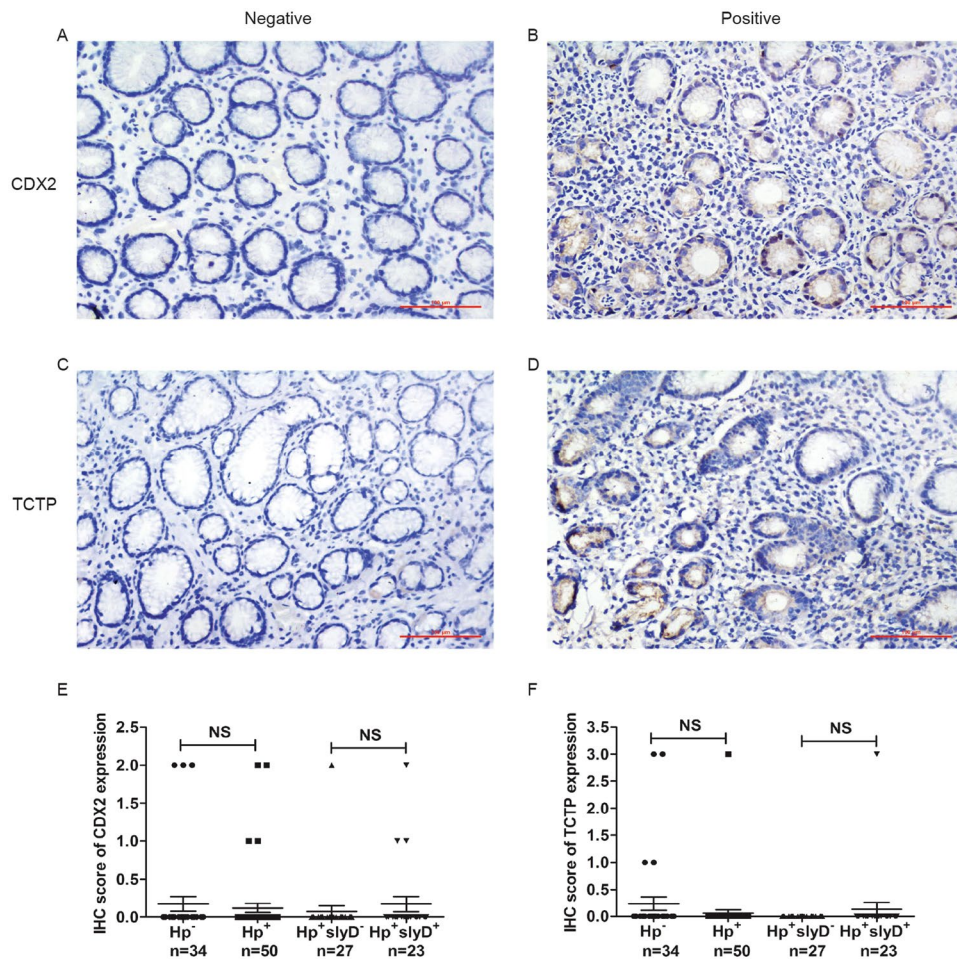 Negative
Positive
A
B
CDX2
C
D
TCTP
E
F
IHC score of CDX2 expression
2.5
2.0
1.5
1.0
0.5
0.0
NS
NS
Hp⁻
Hp⁺
Hp⁺slyD⁻
Hp⁺slyD⁺
n=34
n=50
n=27
n=23
IHC score of TCTP expression
3.5
3.0
2.5
2.0
1.5
1.0
0.5
0.0
NS
NS
Hp⁻
Hp⁺
Hp⁺slyD⁻
Hp⁺slyD⁺
n=34
n=50
n=27
n=23